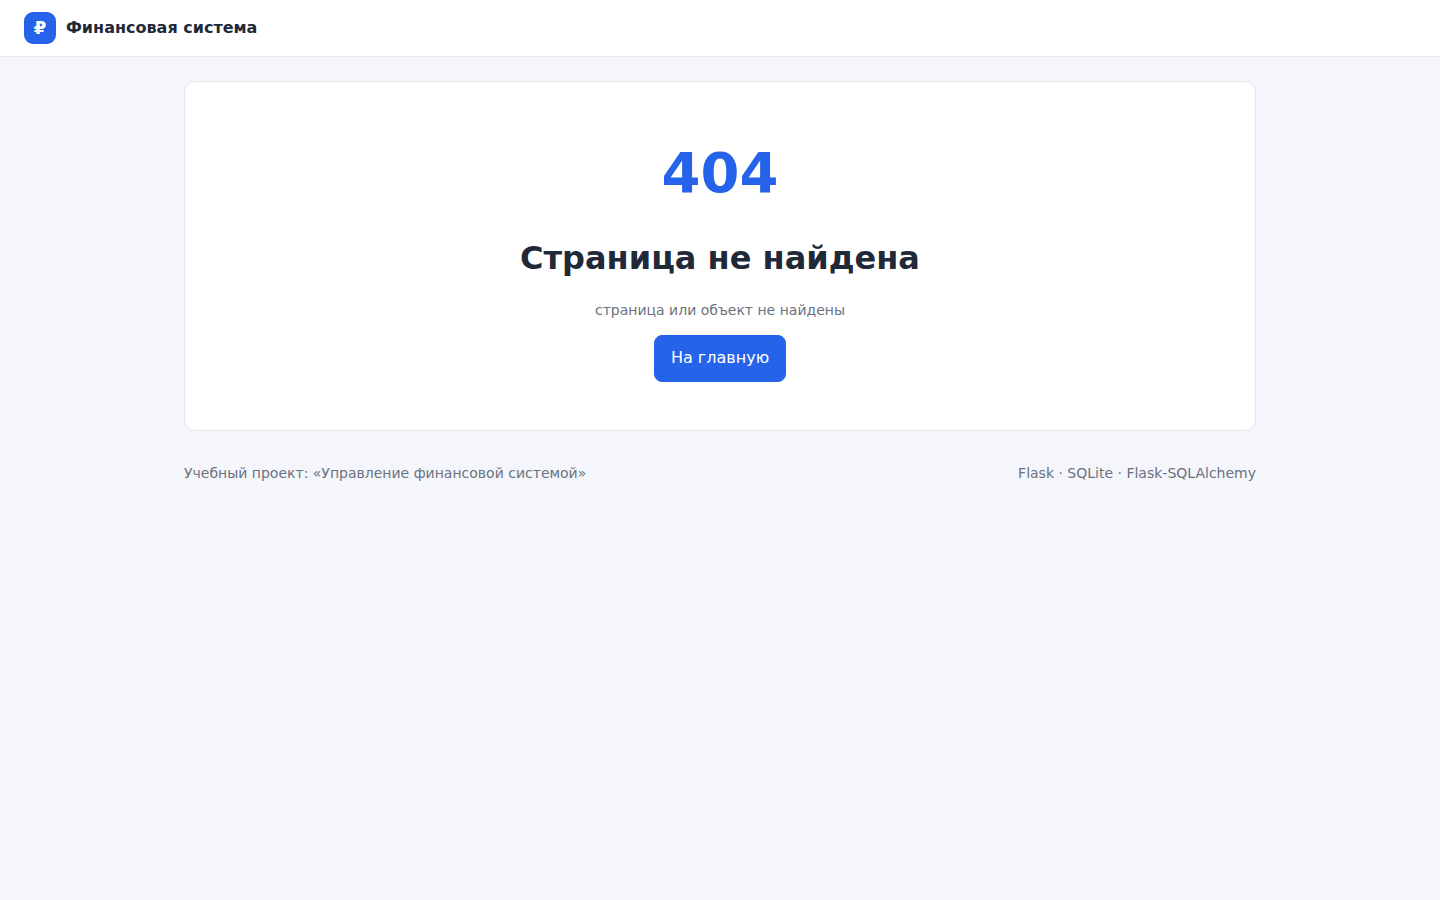 ₽ Финансовая система
404
Страница не найдена
страница или объект не найдены
На главную
Учебный проект: «Управление финансовой системой»
Flask · SQLite · Flask-SQLAlchemy